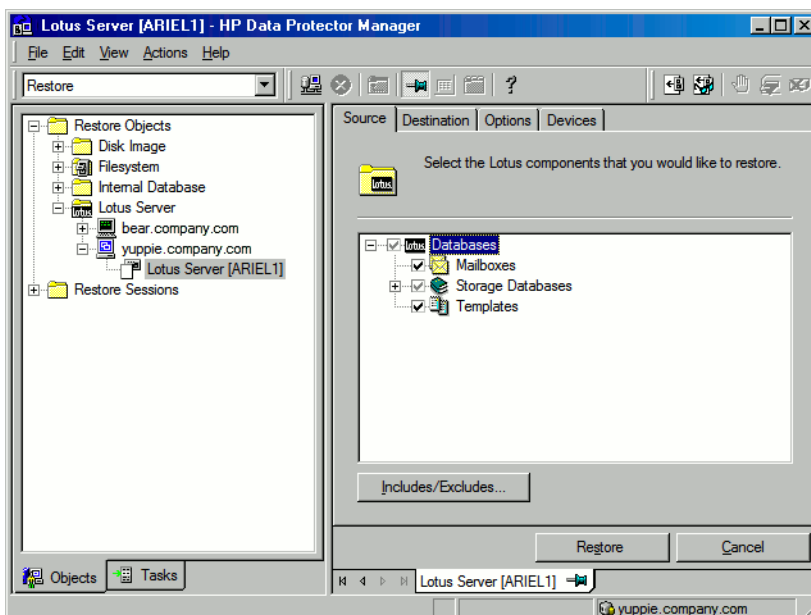 Lotus Server [ARIEL1] - HP Data Protector Manager
File Edit View Actions Help
Restore
Restore Objects
Disk Image
Filesystem
Internal Database
Lotus Server
bear.company.com
yuppie.company.com
Lotus Server [ARIEL1]
Restore Sessions
Objects Tasks
Source Destination Options Devices
Lotus
Select the Lotus components that you would like to restore.
Lotus Databases
Mailboxes
Storage Databases
Templates
Includes/Excludes...
Restore Cancel
Lotus Server [ARIEL1]
yuppie.company.com